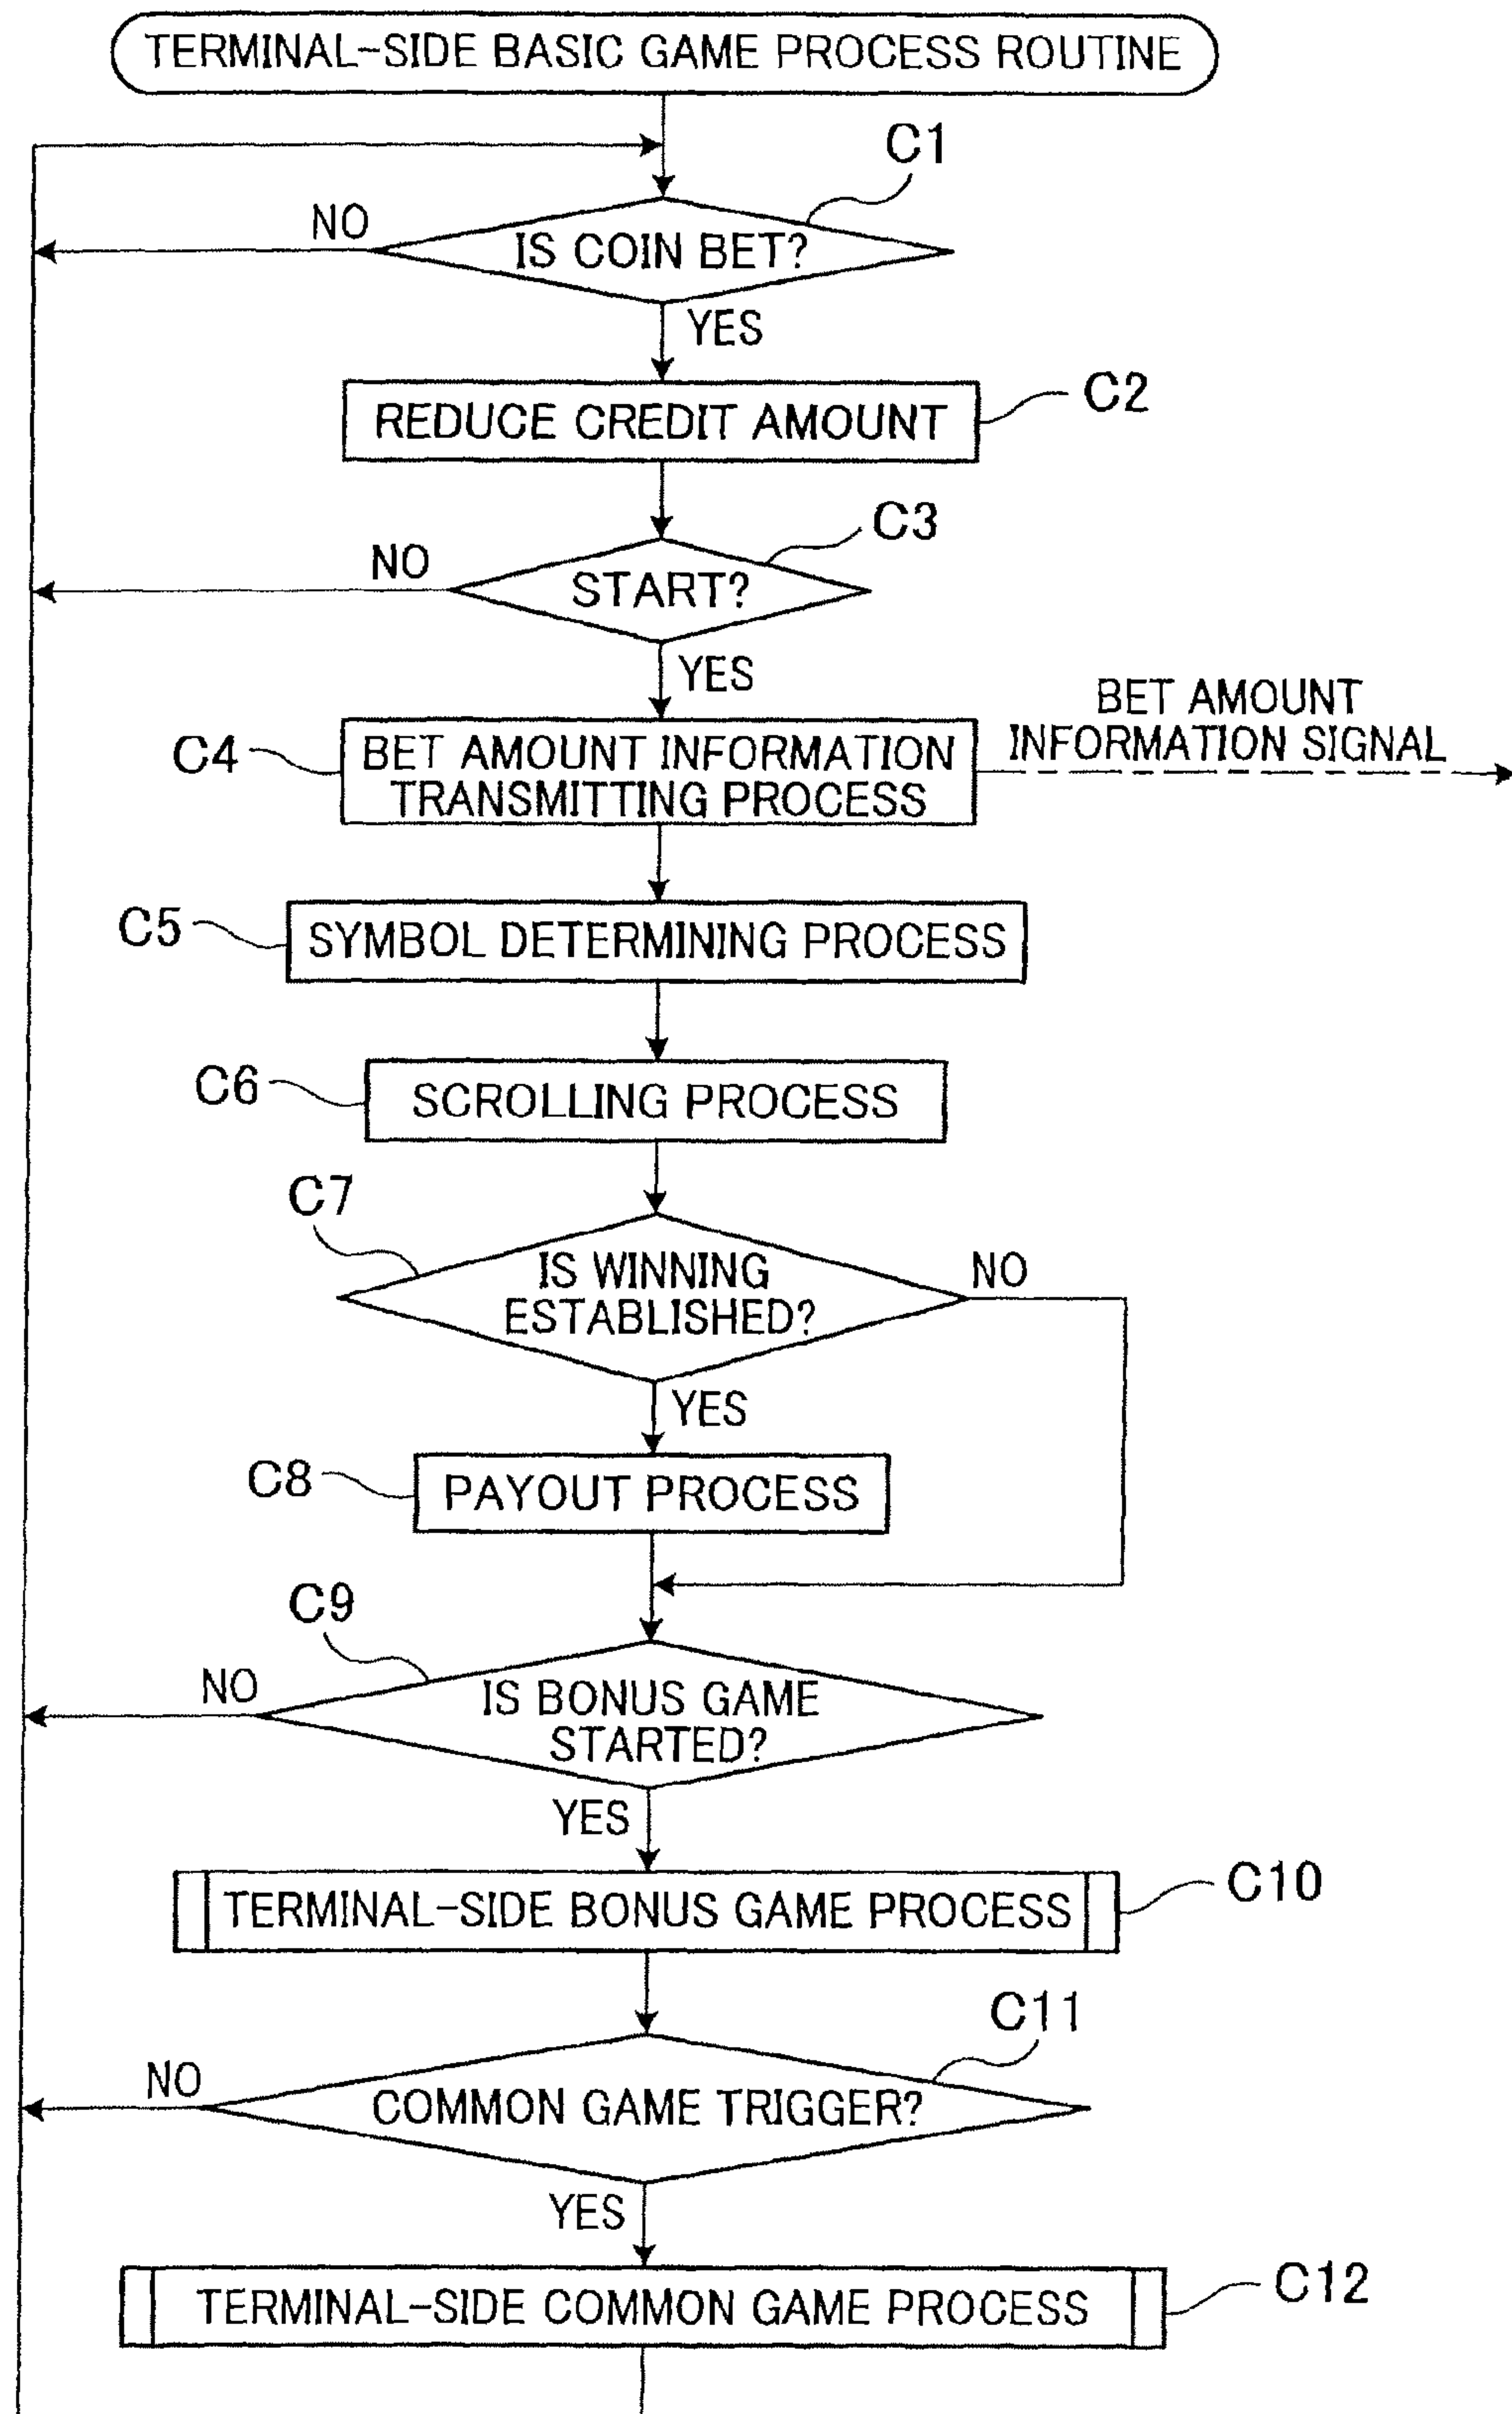 TERMINAL-SIDE BASIC GAME PROCESS ROUTINE
C1
NO
IS COIN BET?
YES
C2
REDUCE CREDIT AMOUNT
C3
NO
START?
YES
BET AMOUNT
INFORMATION SIGNAL
C4
BET AMOUNT INFORMATION
TRANSMITTING PROCESS
C5
SYMBOL DETERMINING PROCESS
C6
SCROLLING PROCESS
C7
IS WINNING
ESTABLISHED?
NO
YES
C8
PAYOUT PROCESS
C9
NO
IS BONUS GAME
STARTED?
YES
C10
TERMINAL-SIDE BONUS GAME PROCESS
C11
NO
COMMON GAME TRIGGER?
YES
C12
TERMINAL-SIDE COMMON GAME PROCESS